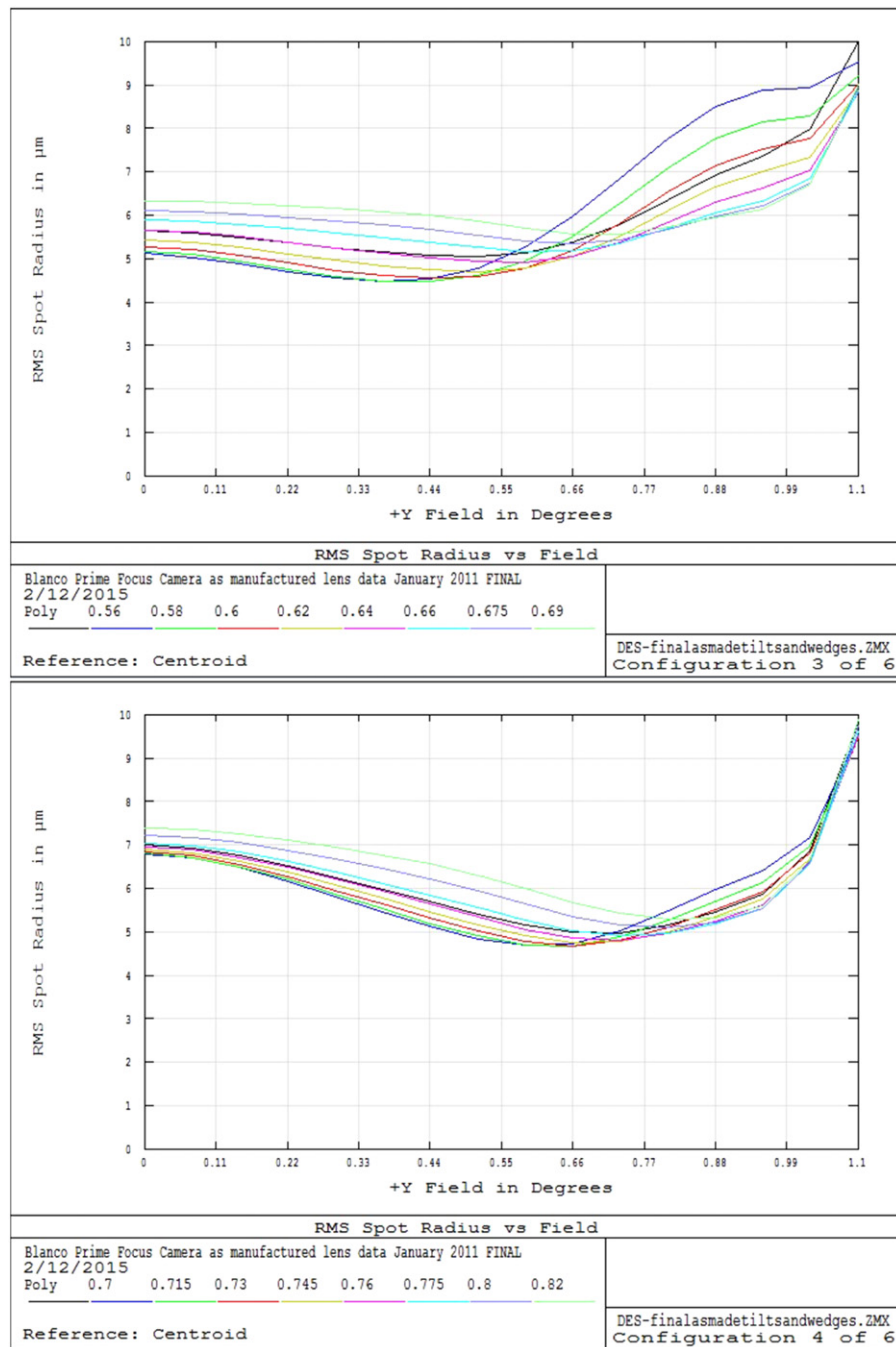 10
9
8
7
6
5
4
3
2
1
0
RMS Spot Radius in µm
0 0.11 0.22 0.33 0.44 0.55 0.66 0.77 0.88 0.99 1.1
+Y Field in Degrees
RMS Spot Radius vs Field
Blanco Prime Focus Camera as manufactured lens data January 2011 FINAL
2/12/2015
Poly 0.56 0.58 0.6 0.62 0.64 0.66 0.675 0.69
Reference: Centroid
DES-finalasmadetiltsandwedges.ZMX
Configuration 3 of 6
10
9
8
7
6
5
4
3
2
1
0
RMS Spot Radius in µm
0 0.11 0.22 0.33 0.44 0.55 0.66 0.77 0.88 0.99 1.1
+Y Field in Degrees
RMS Spot Radius vs Field
Blanco Prime Focus Camera as manufactured lens data January 2011 FINAL
2/12/2015
Poly 0.7 0.715 0.73 0.745 0.76 0.775 0.8 0.82
Reference: Centroid
DES-finalasmadetiltsandwedges.ZMX
Configuration 4 of 6